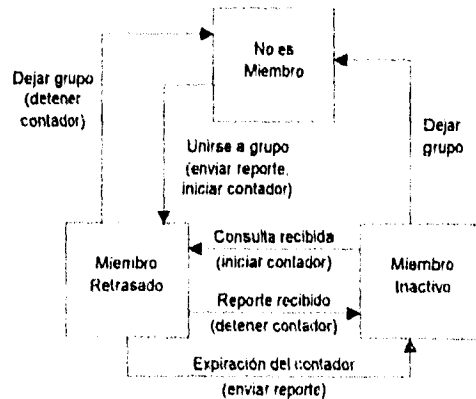 No es
Miembro
Dejar grupo
(detener
contador)
Dejar
grupo
Unirse a grupo
(enviar reporte,
iniciar contador)
Miembro
Retrasado
Consulta recibida
(iniciar contador)
Reporte recibido
(detener contador)
Miembro
Inactivo
Expiración del contador
(enviar reporte)